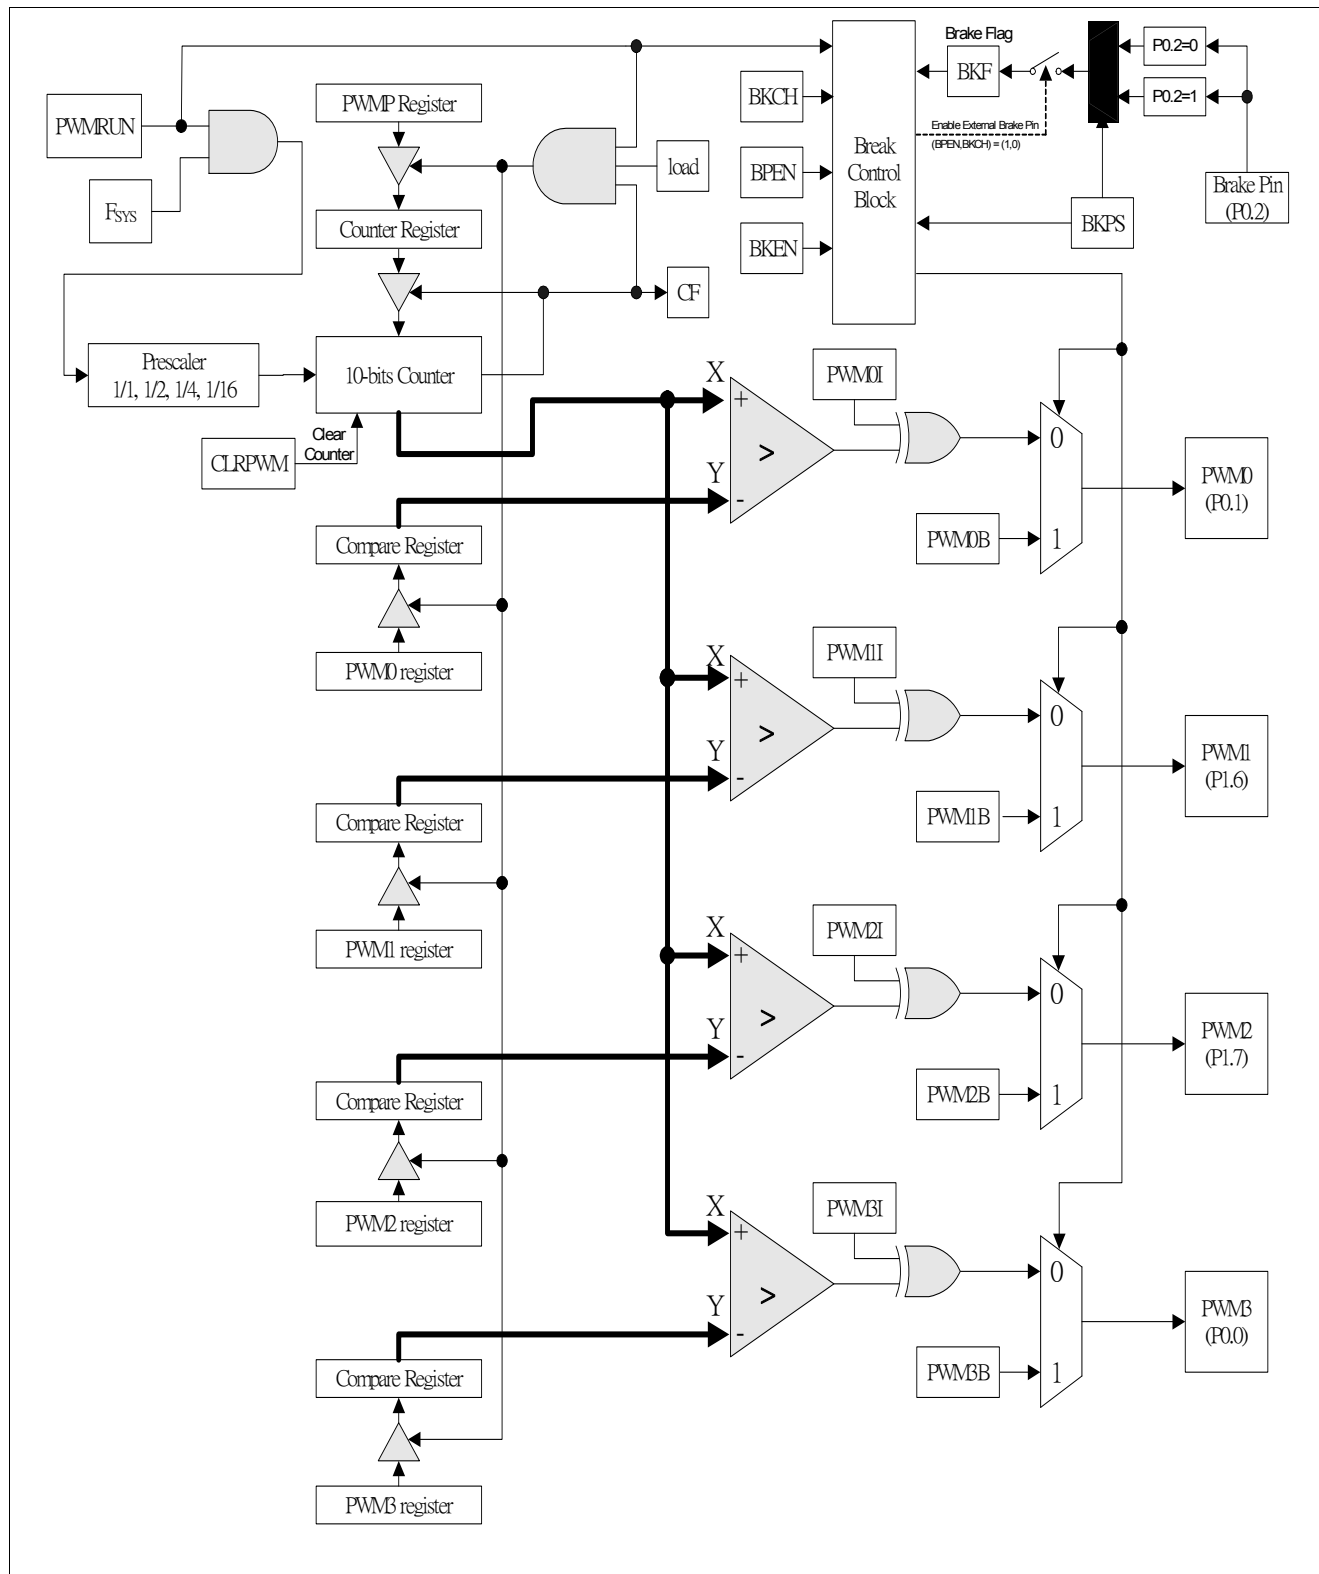 Brake Flag
P0.2=0
BKF
PWMP Register
BKCH
P0.2=1
PWMRUN
Enable External Brake Pin
(BPEN,BKCH) = (1,0)
Break
Control
Block
load
BPEN
Brake Pin
(P0.2)
FSYS
Counter Register
BKPS
BKEN
CF
Prescaler
1/1, 1/2, 1/4, 1/16
10-bits Counter
X
+
PWM0I
0
Clear
Counter
CLRPWM
>
Y
-
PWM0
(P0.1)
Compare Register
PWM0B
1
PWM0 register
X
+
PWM1I
0
>
Y
-
PWM1
(P1.6)
Compare Register
PWM1B
1
PWM1 register
X
+
PWM2I
0
>
Y
-
PWM2
(P1.7)
Compare Register
PWM2B
1
PWM2 register
X
+
PWM3I
0
>
Y
-
PWM3
(P0.0)
Compare Register
PWM3B
1
PWM3 register